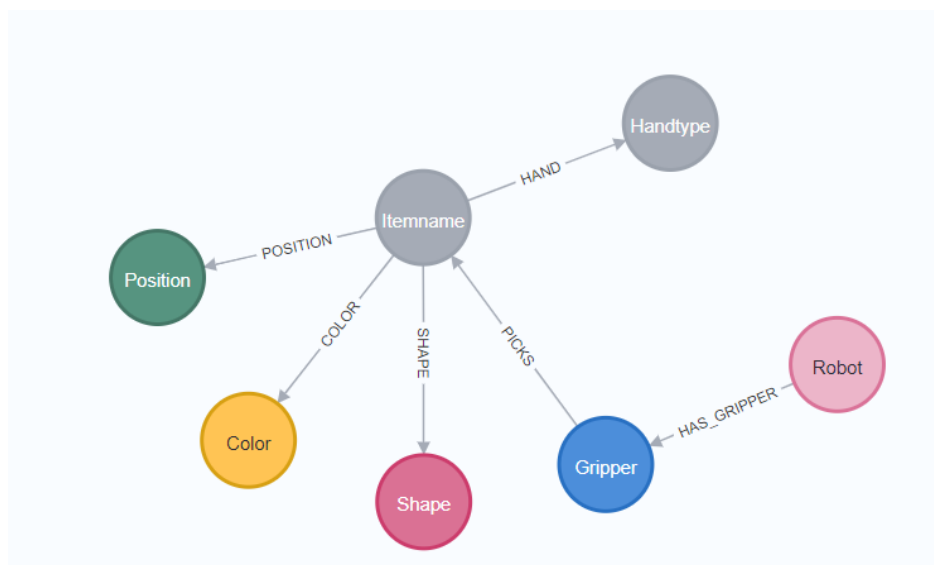 Handtype
HAND
Itemname
POSITION
Position
COLOR
SHAPE
PICKS
Robot
HAS_GRIPPER
Color
Gripper
Shape